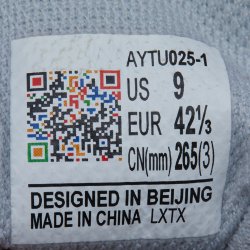 AYTU025-1
US 9
EUR 42⅓
CN(mm) 265(3)
DESIGNED IN BEIJING
MADE IN CHINA LXTX